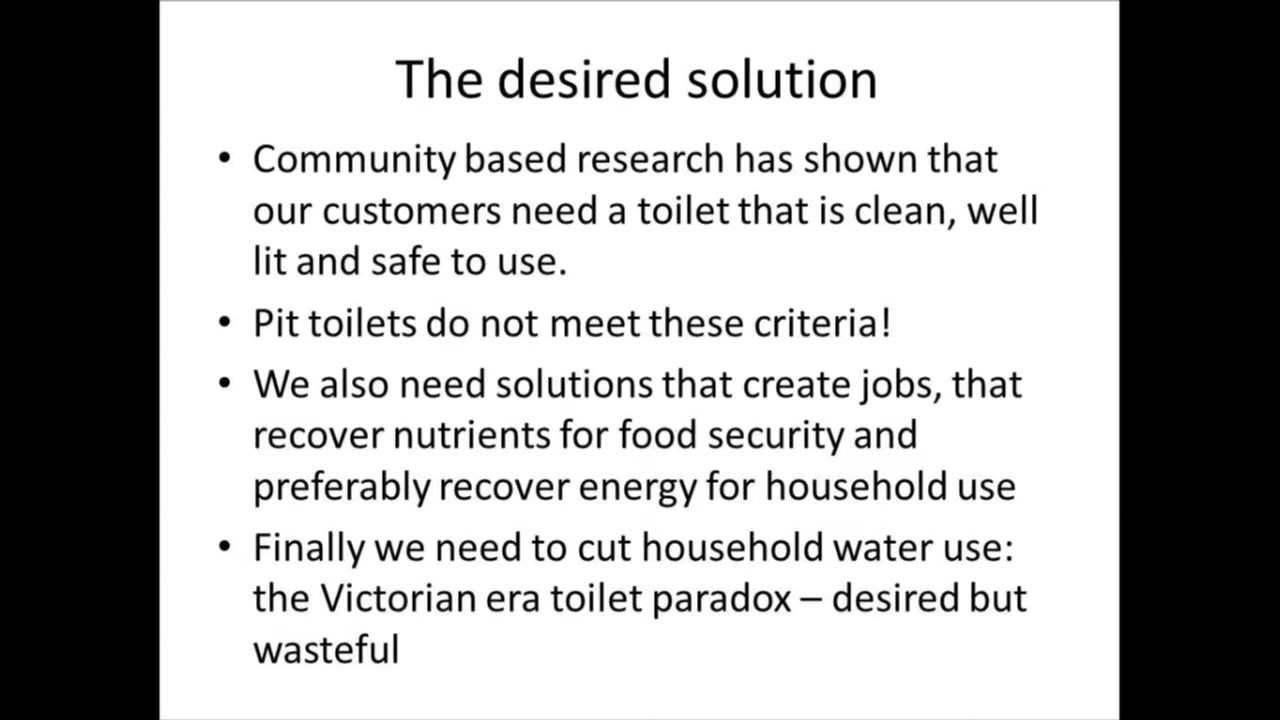 The desired solution
• Community based research has shown that
our customers need a toilet that is clean, well
lit and safe to use.
• Pit toilets do not meet these criteria!
• We also need solutions that create jobs, that
recover nutrients for food security and
preferably recover energy for household use
• Finally we need to cut household water use:
the Victorian era toilet paradox – desired but
wasteful